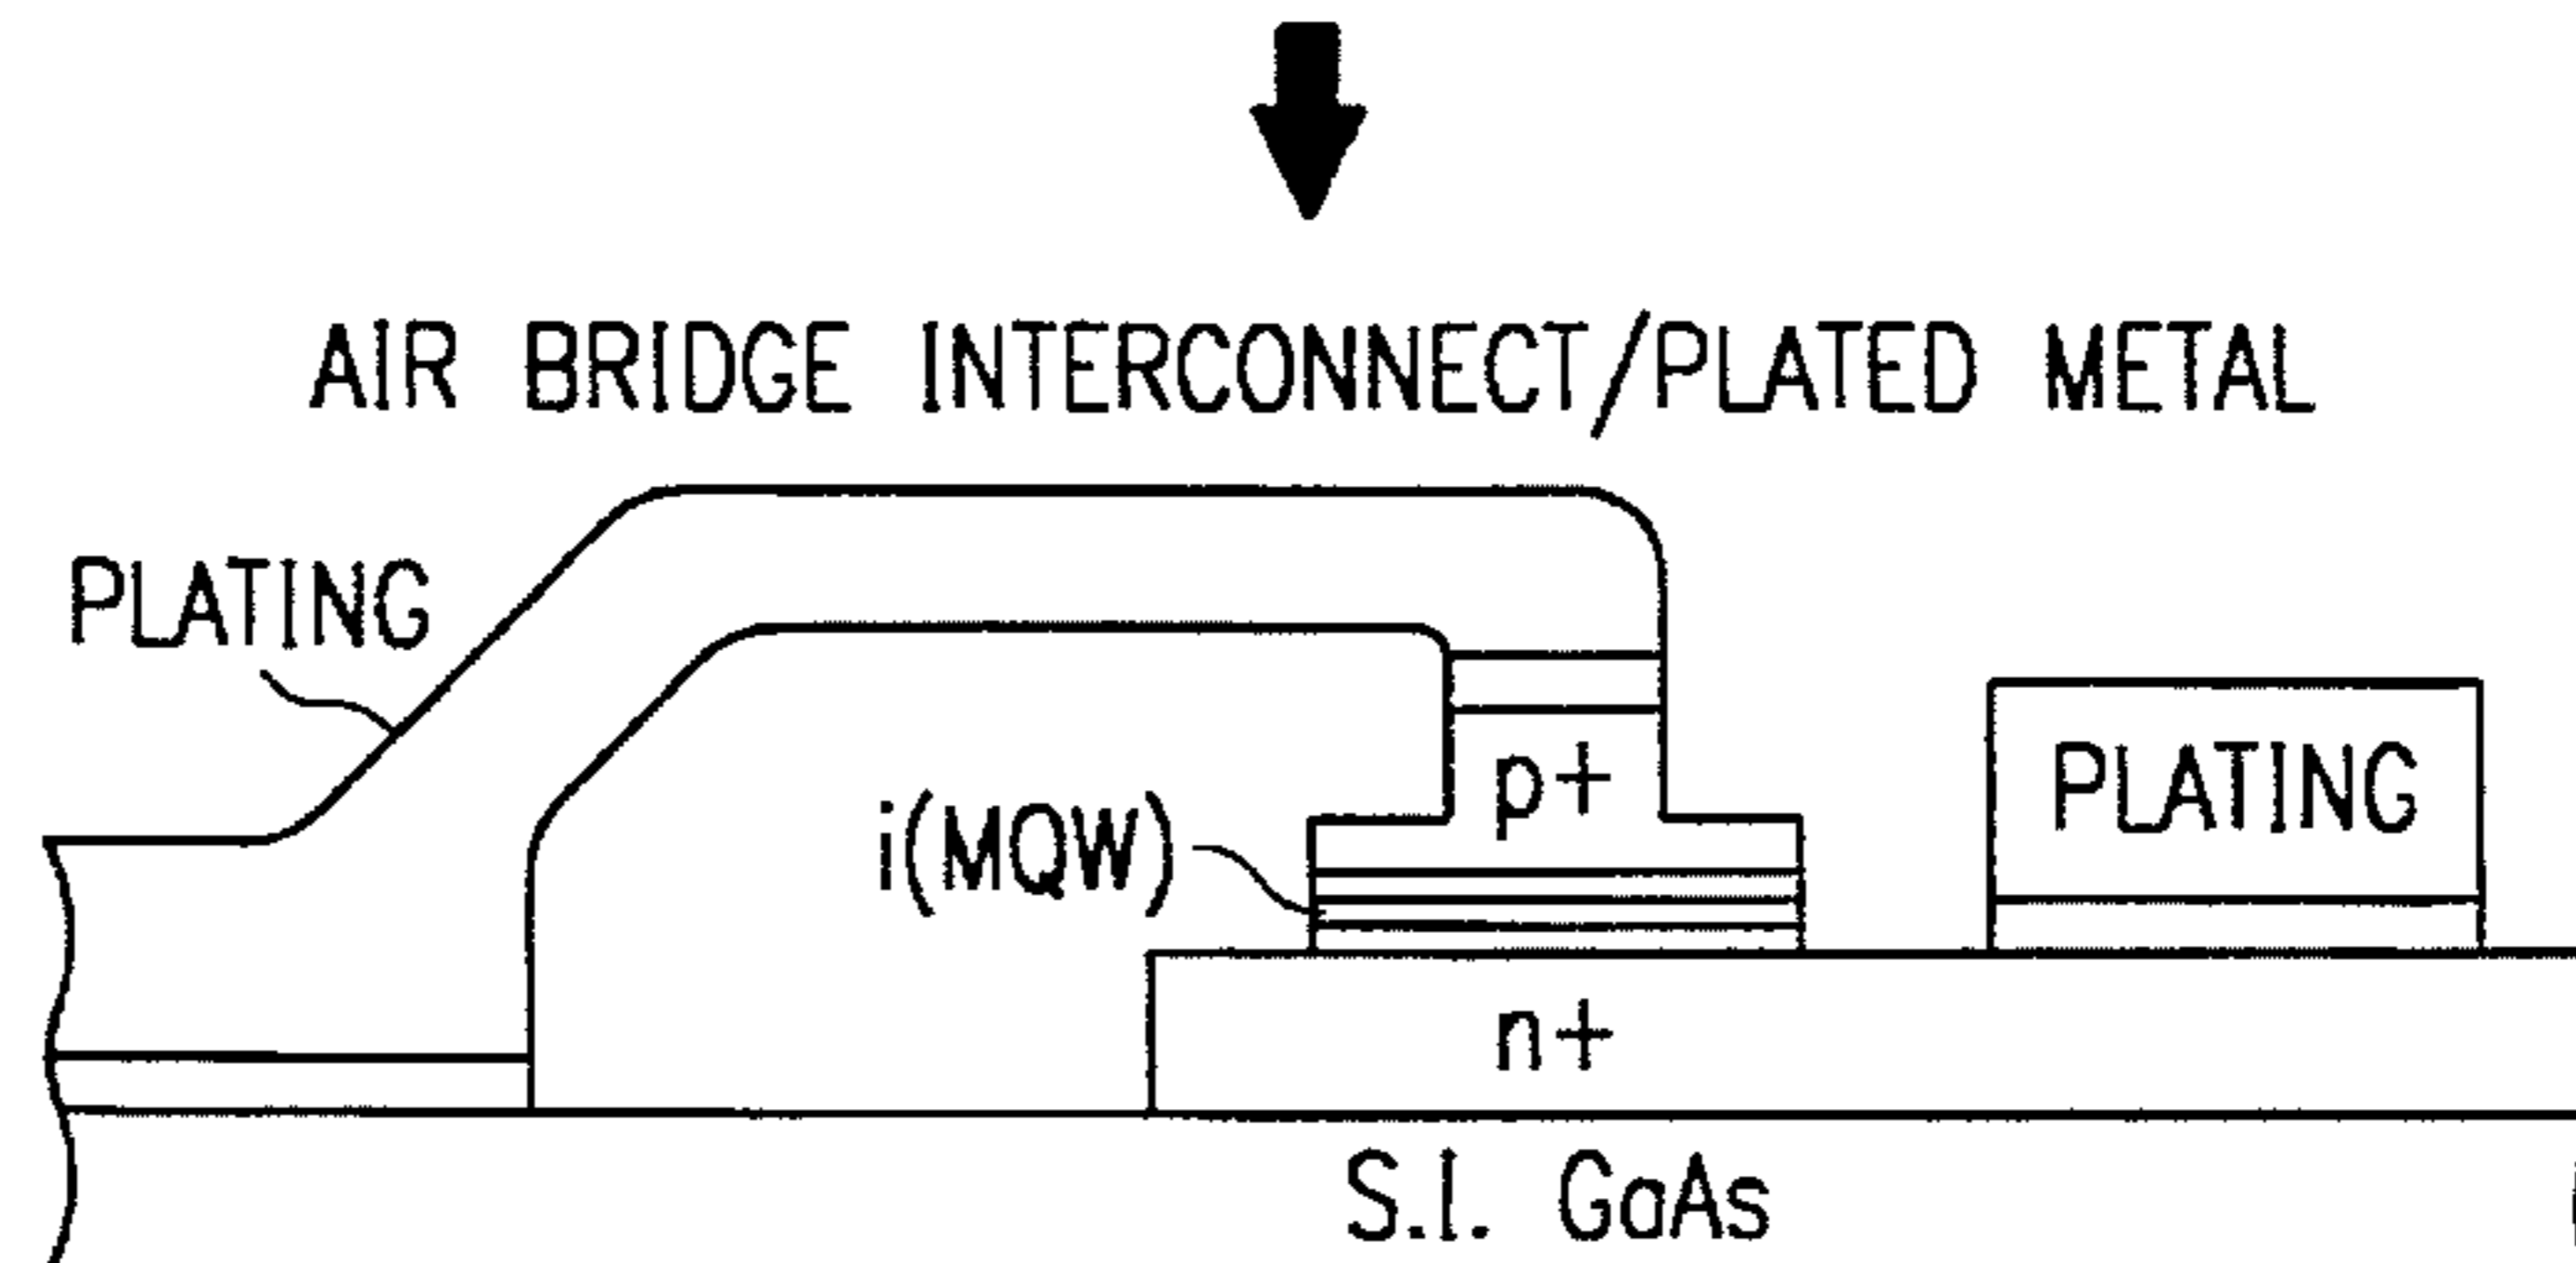 AIR BRIDGE INTERCONNECT/PLATED METAL
PLATING
p+
PLATING
i(MQW)
n+
S.I. GaAs